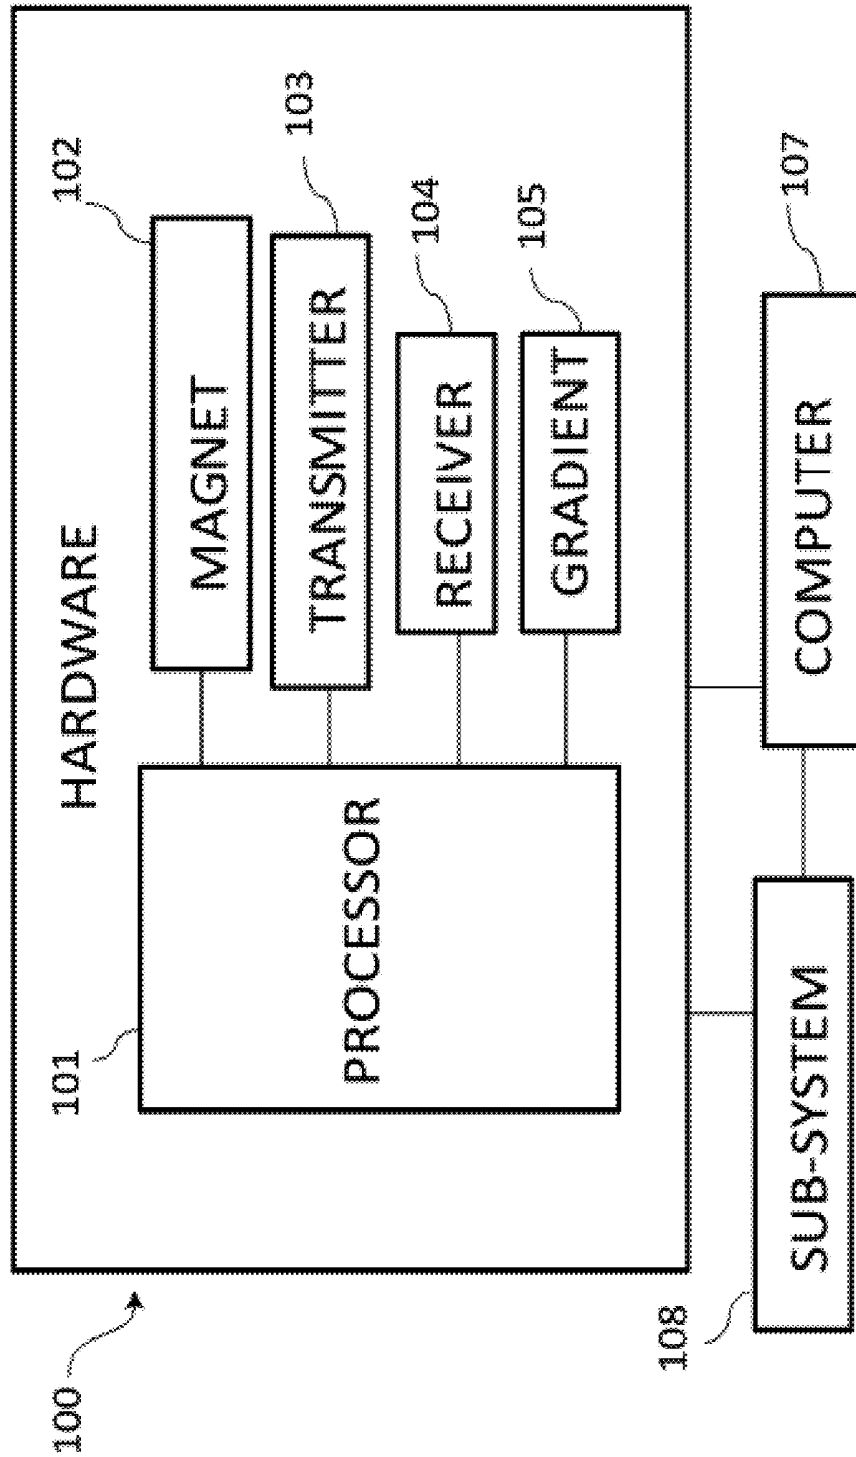 100
HARDWARE
101
PROCESSOR
MAGNET
102
TRANSMITTER
103
RECEIVER
104
GRADIENT
105
108
SUB-SYSTEM
COMPUTER
107